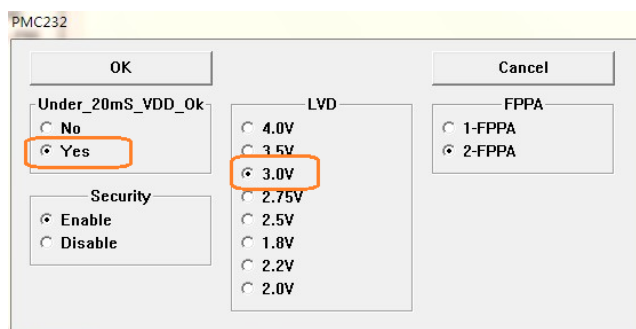 PMC232
OK
Cancel
Under_20mS_VDD_Ok
No
Yes
Security
Enable
Disable
LVD
4.0V
3.5V
3.0V
2.75V
2.5V
1.8V
2.2V
2.0V
FPPA
1-FPPA
2-FPPA